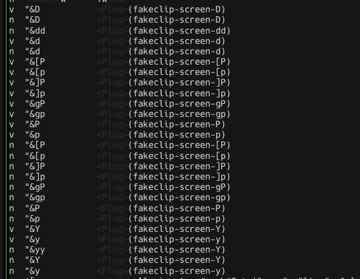 v "&D <Plug>(fakeclip-screen-D)
n "&D <Plug>(fakeclip-screen-D)
n "&dd <Plug>(fakeclip-screen-dd)
v "&d <Plug>(fakeclip-screen-d)
n "&d <Plug>(fakeclip-screen-d)
v "&[P <Plug>(fakeclip-screen-[P)
v "&[p <Plug>(fakeclip-screen-[p)
v "&]P <Plug>(fakeclip-screen-]P)
v "&]p <Plug>(fakeclip-screen-]p)
v "&gP <Plug>(fakeclip-screen-gP)
v "&gp <Plug>(fakeclip-screen-gp)
v "&P <Plug>(fakeclip-screen-P)
v "&p <Plug>(fakeclip-screen-p)
n "&[P <Plug>(fakeclip-screen-[P)
n "&[p <Plug>(fakeclip-screen-[p)
n "&]P <Plug>(fakeclip-screen-]P)
n "&]p <Plug>(fakeclip-screen-]p)
n "&gP <Plug>(fakeclip-screen-gP)
n "&gp <Plug>(fakeclip-screen-gp)
n "&P <Plug>(fakeclip-screen-P)
n "&p <Plug>(fakeclip-screen-p)
v "&Y <Plug>(fakeclip-screen-Y)
v "&y <Plug>(fakeclip-screen-y)
n "&yy <Plug>(fakeclip-screen-Y)
n "&Y <Plug>(fakeclip-screen-Y)
n "&y <Plug>(fakeclip-screen-y)